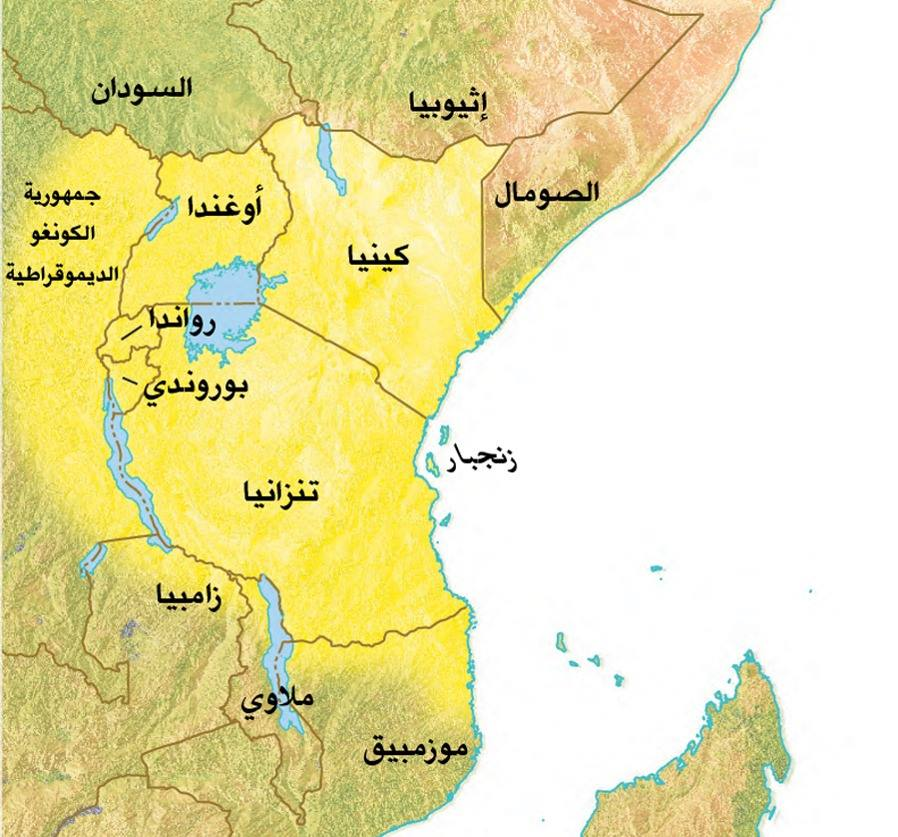 السودان
إثيوبيا
الصومال
جمهورية
الكونغو
الديموقراطية
أوغندا
كينيا
رواندا
بوروندي
زنجبار
تنزانيا
زامبيا
ملاوي
موزمبيق